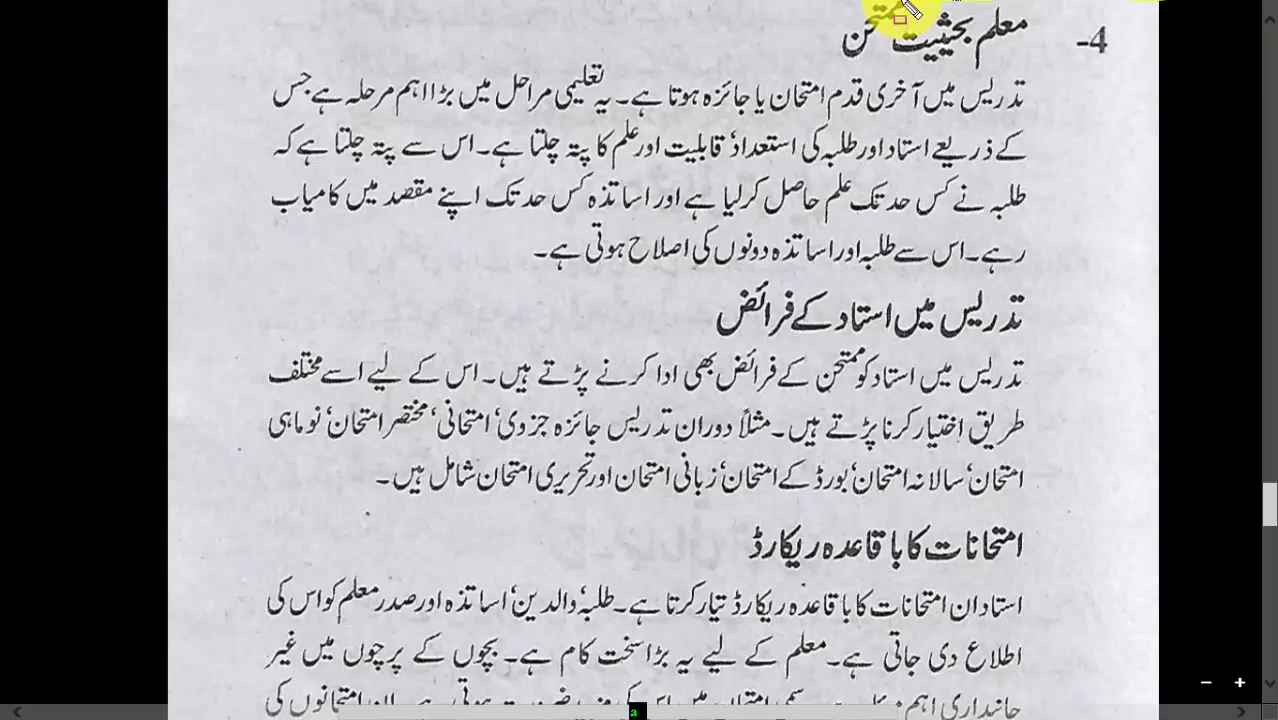 4- معلم بحیثیت ممتحن
تدریس میں آخری قدم امتحان یا جائزہ ہوتا ہے۔ یہ تعلیمی مراحل میں بڑا اہم مرحلہ ہے جس
کے ذریعے استاد اور طلبہ کی استعداد' قابلیت اور علم کا پتہ چلتا ہے۔ اس سے پتہ چلتا ہے کہ
طلبہ نے کس حد تک علم حاصل کر لیا ہے اور اساتذہ کس حد تک اپنے مقصد میں کامیاب
رہے۔ اس سے طلبہ اور اساتذہ دونوں کی اصلاح ہوتی ہے۔
تدریس میں استاد کے فرائض
تدریس میں استاد کو ممتحن کے فرائض بھی ادا کرنے پڑتے ہیں۔ اس کے لیے اسے مختلف
طریق اختیار کرنا پڑتے ہیں۔ مثلاً دوران تدریس جائزہ جزوی' امتحانی' مختصر امتحان' نو ماہی
امتحان' سالانہ امتحان' بورڈ کے امتحان' زبانی امتحان اور تحریری امتحان شامل ہیں۔
امتحانات کا باقاعدہ ریکارڈ
استاد ان امتحانات کا باقاعدہ ریکارڈ تیار کرتا ہے۔ طلبہ' والدین' اساتذہ اور صدر معلم کو اس کی
اطلاع دی جاتی ہے۔ معلم کے لیے یہ بڑا سخت کام ہے۔ بچوں کے پرچوں میں غیر
جانبداری اہم
a